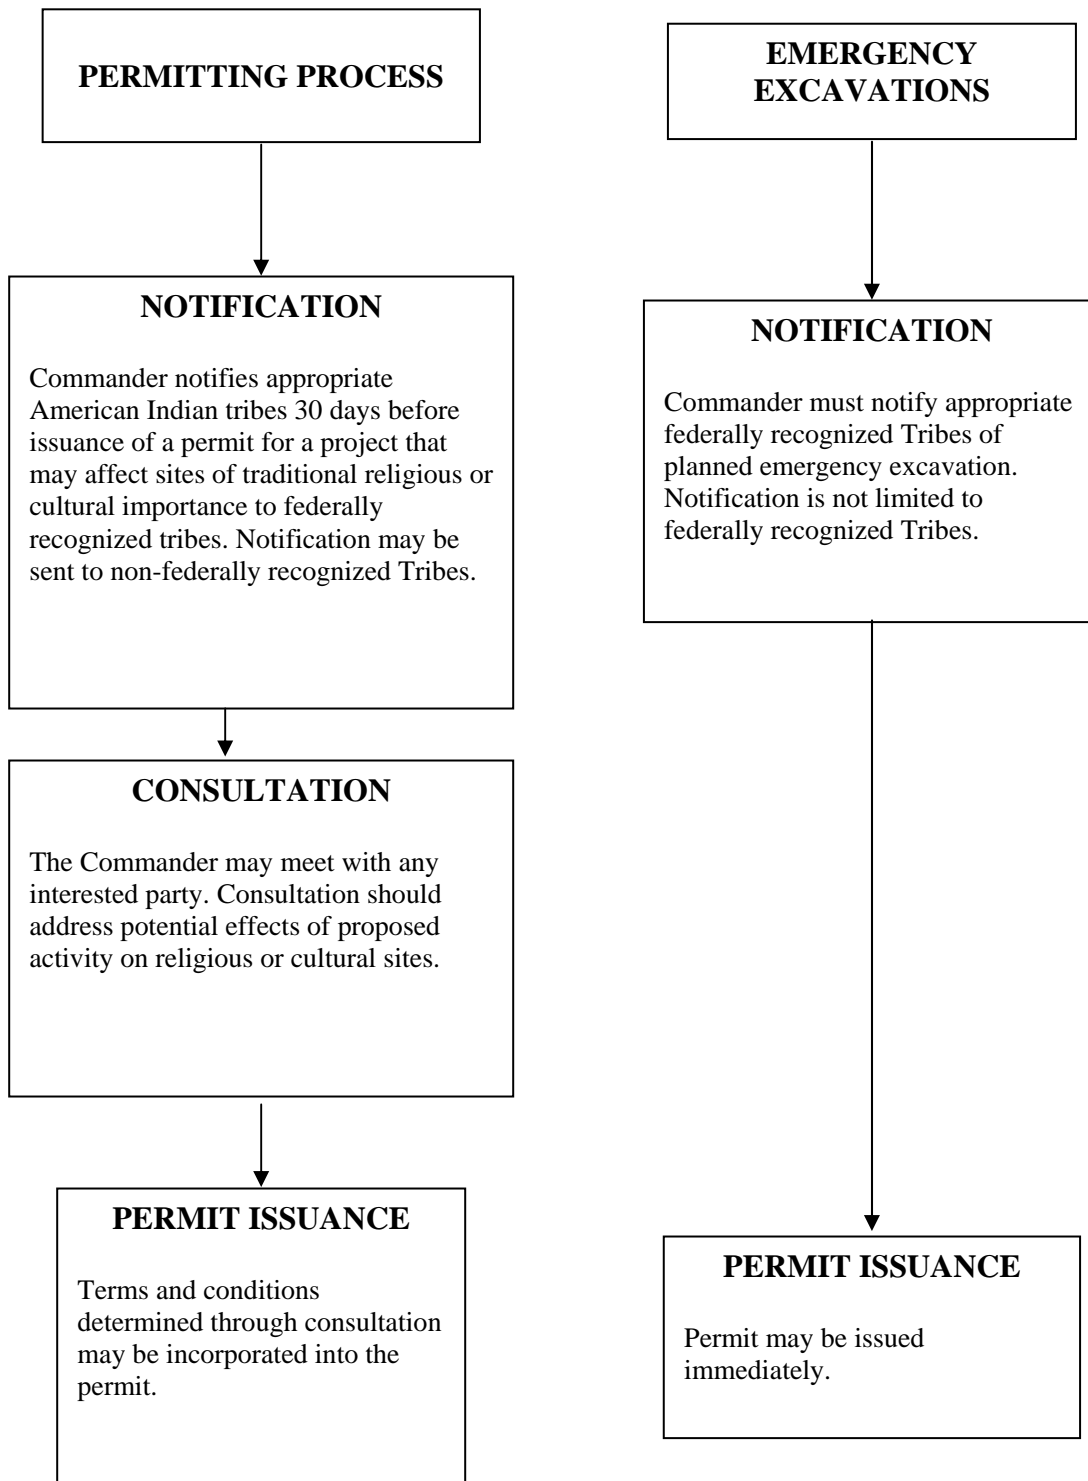 PERMITTING PROCESS
NOTIFICATION
Commander notifies appropriate
American Indian tribes 30 days before
issuance of a permit for a project that
may affect sites of traditional religious or
cultural importance to federally
recognized tribes. Notification may be
sent to non-federally recognized Tribes.
CONSULTATION
The Commander may meet with any
interested party. Consultation should
address potential effects of proposed
activity on religious or cultural sites.
PERMIT ISSUANCE
Terms and conditions
determined through consultation
may be incorporated into the
permit.
EMERGENCY
EXCAVATIONS
NOTIFICATION
Commander must notify appropriate
federally recognized Tribes of
planned emergency excavation.
Notification is not limited to
federally recognized Tribes.
PERMIT ISSUANCE
Permit may be issued
immediately.